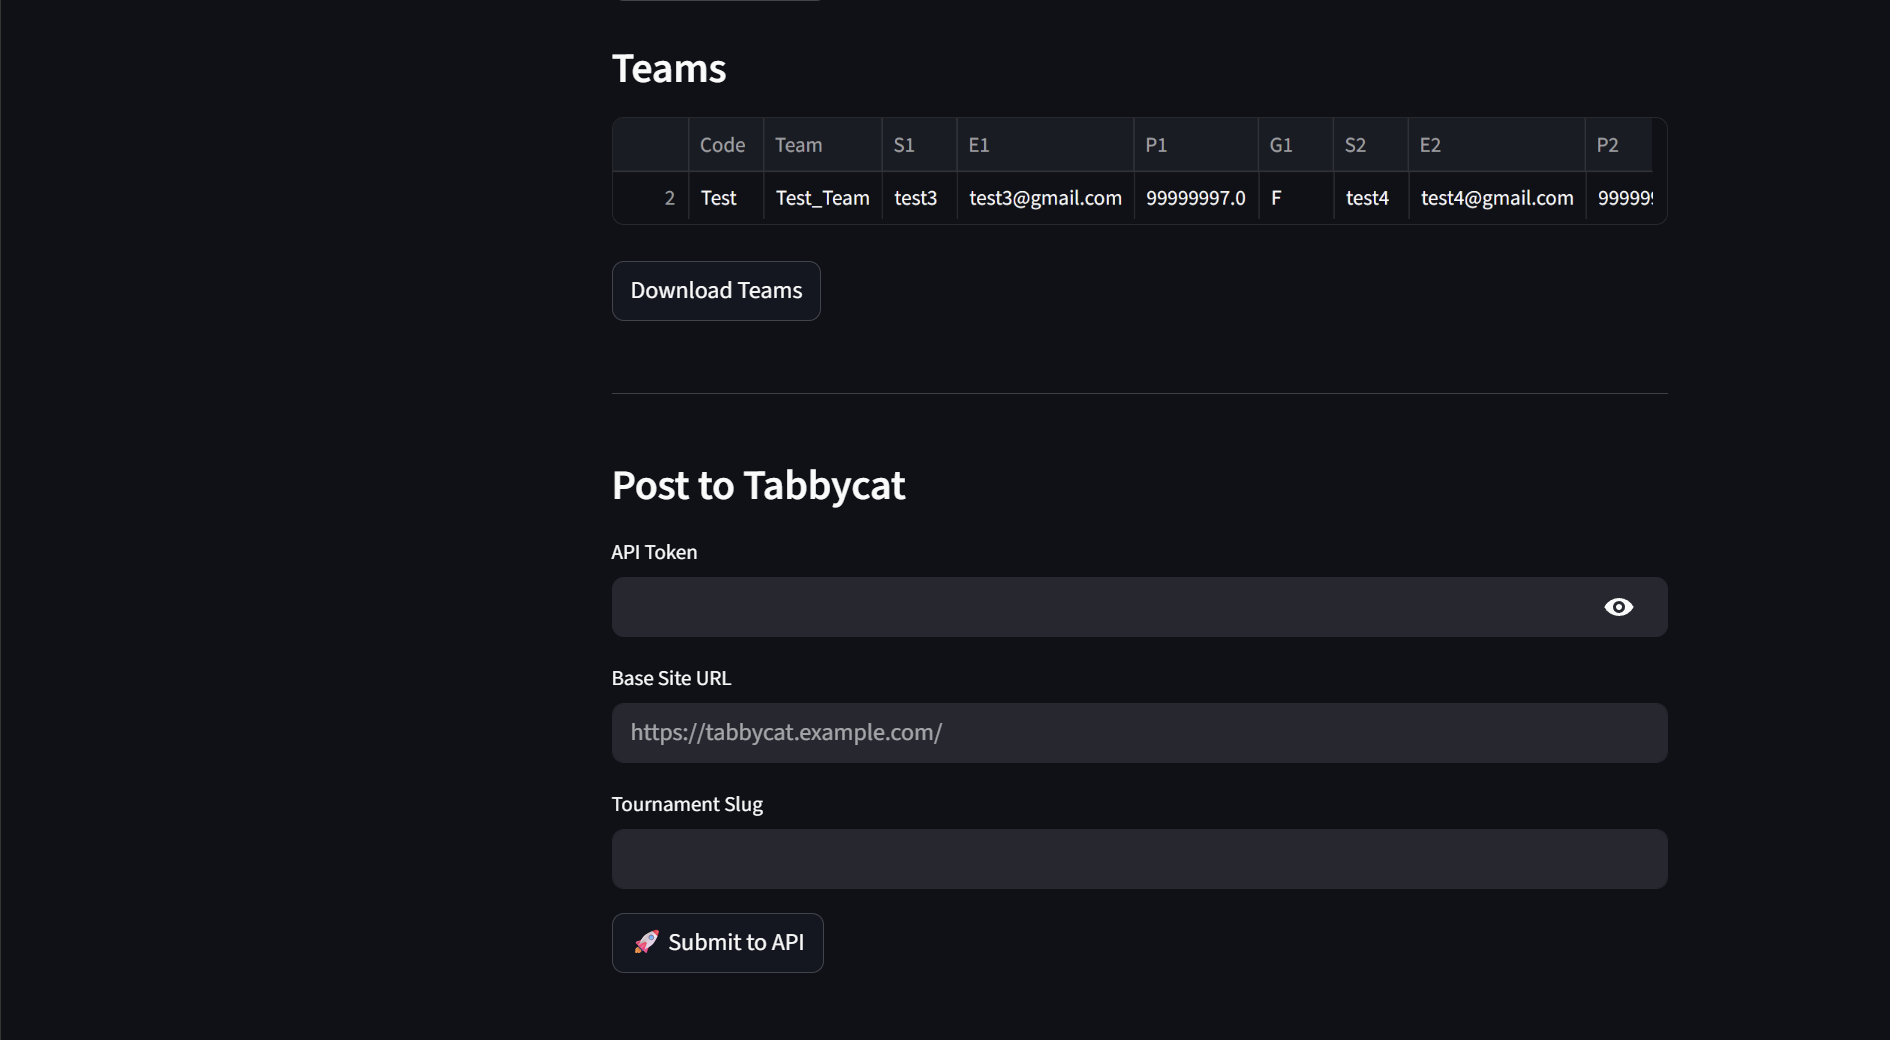 Teams
Code Team S1 E1 P1 G1 S2 E2 P2
2 Test Test_Team test3 test3@gmail.com 99999997.0 F test4 test4@gmail.com
Download Teams
Post to Tabbycat
API Token
Base Site URL
https://tabbycat.example.com/
Tournament Slug
🚀 Submit to API